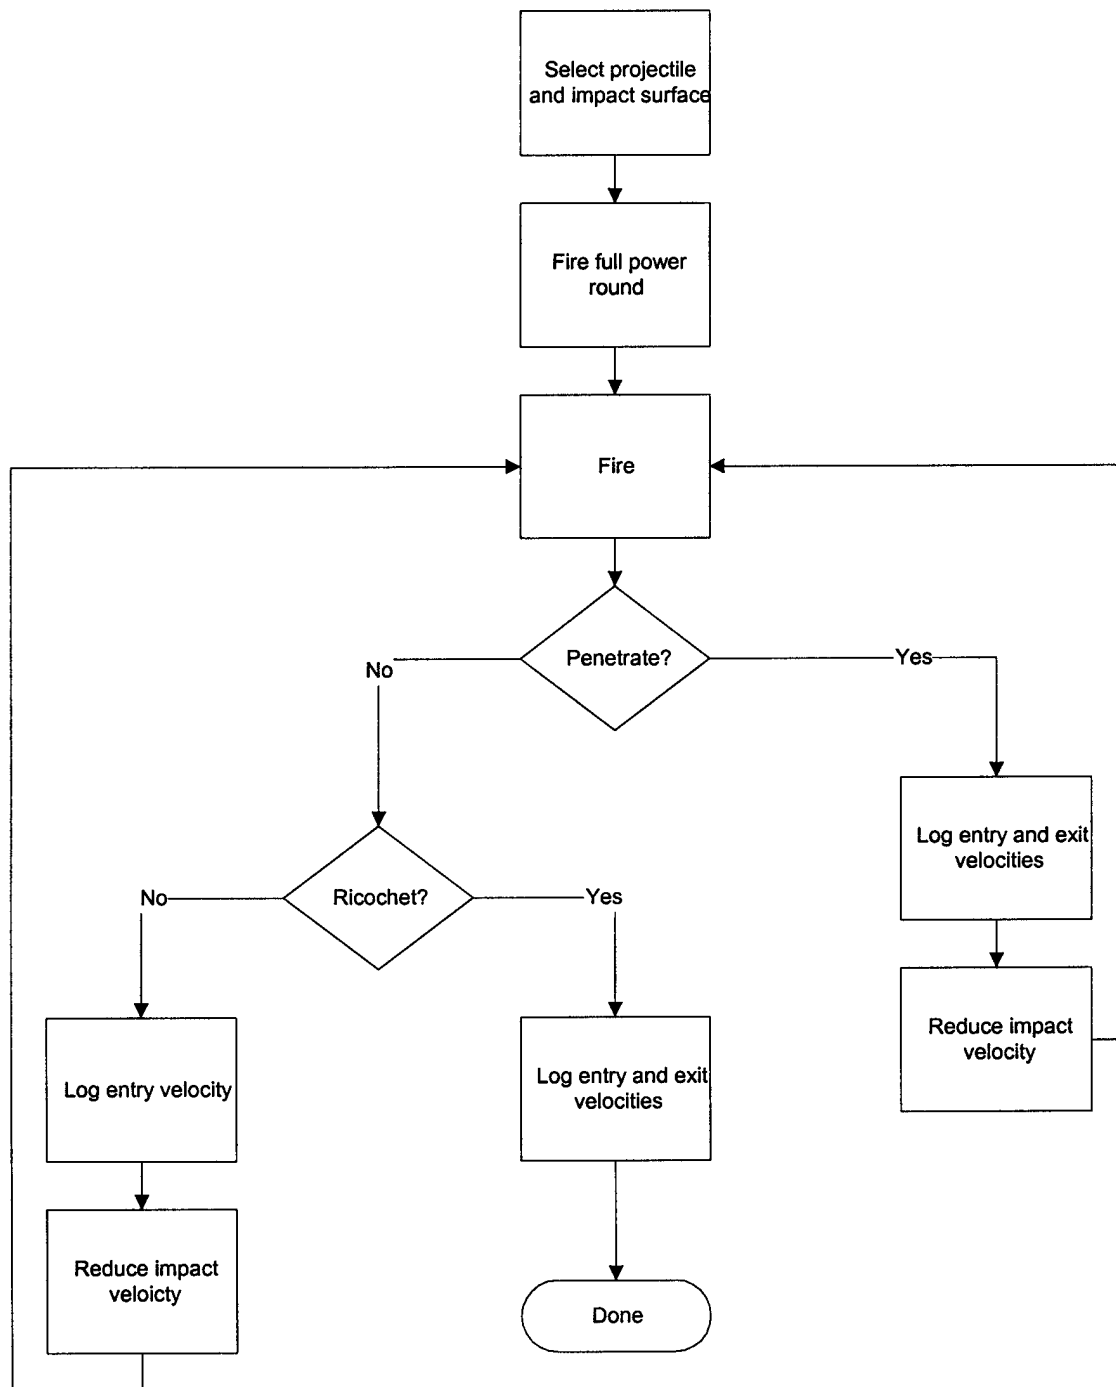 Select projectile
and impact surface
Fire full power
round
Fire
Penetrate?
No
Yes
Log entry and exit
velocities
Ricochet?
No
Yes
Reduce impact
velocity
Log entry velocity
Log entry and exit
velocities
Reduce impact
veloicty
Done